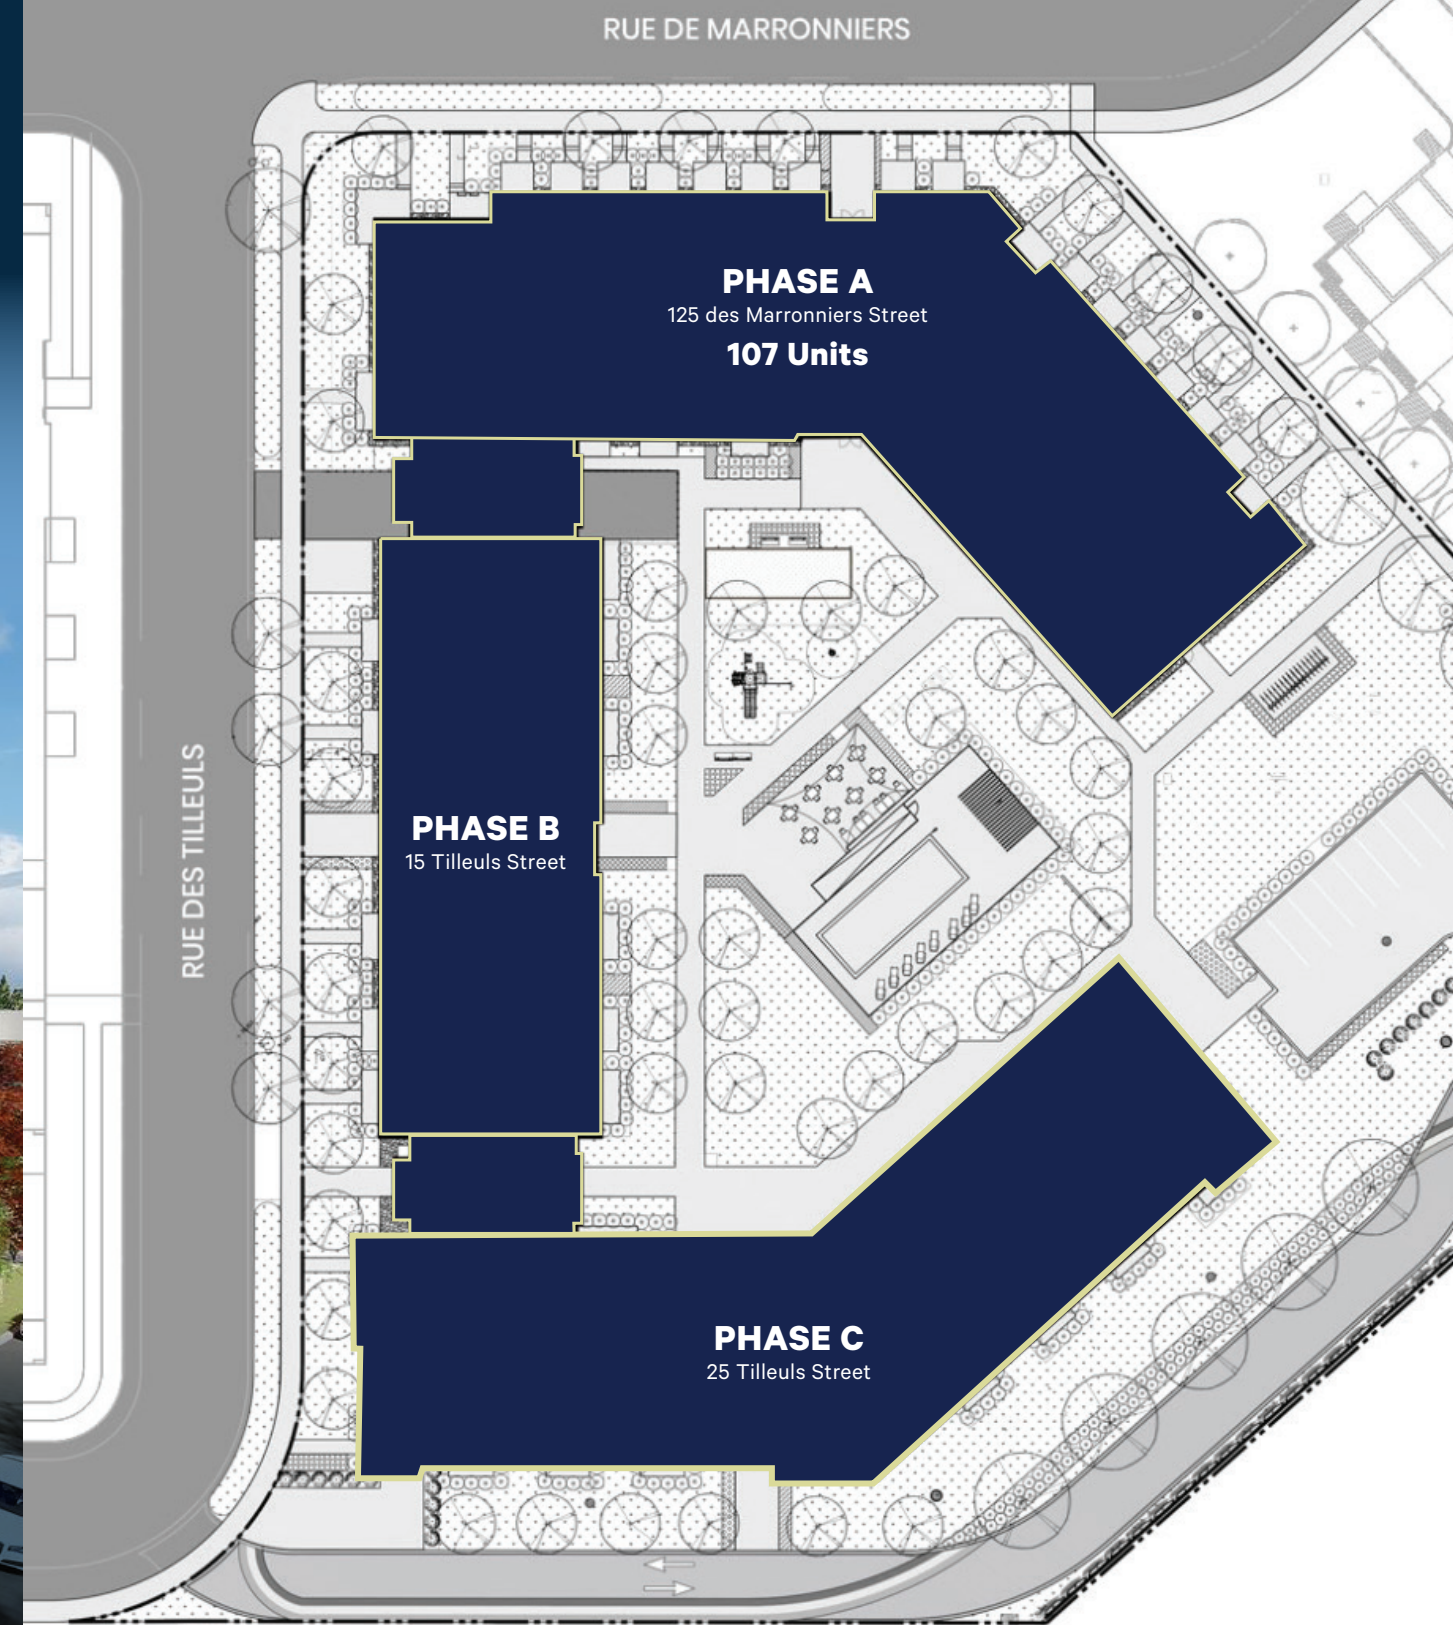 RUE DE MARRONNIERS
PHASE A
125 des Marronniers Street
107 Units
RUE DES TILLEULS
PHASE B
15 Tilleuls Street
PHASE C
25 Tilleuls Street